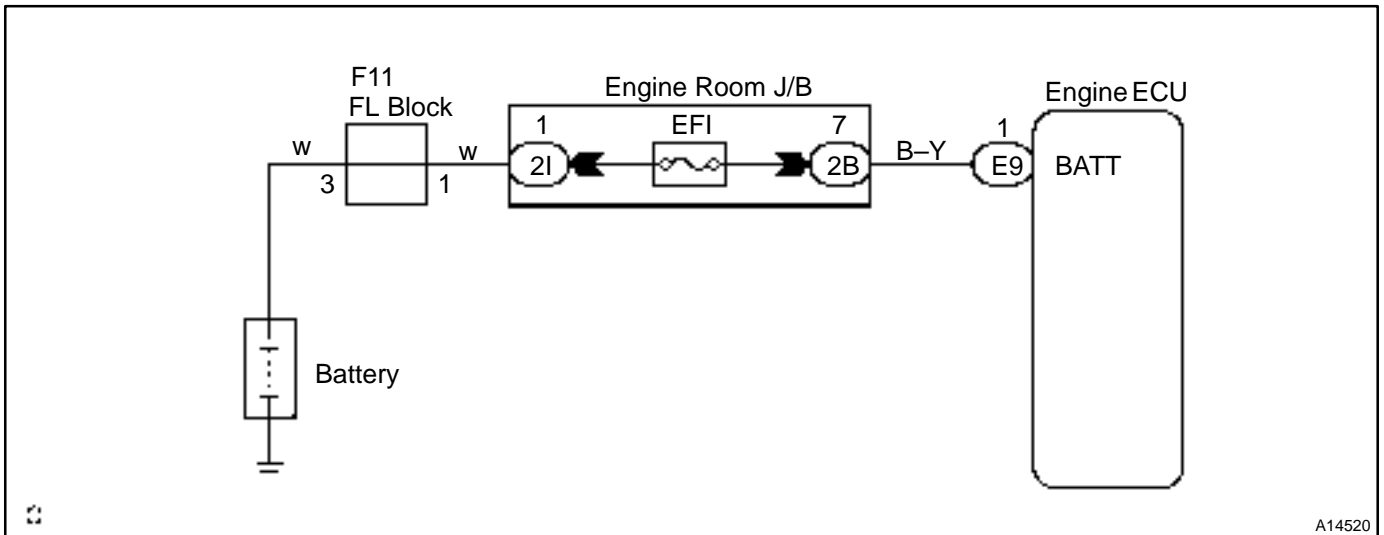 F11
FL Block
Engine Room J/B
Engine ECU
w
w
3
1
1
2I
EFI
7
2B
B–Y
1
E9
BATT
Battery
A14520